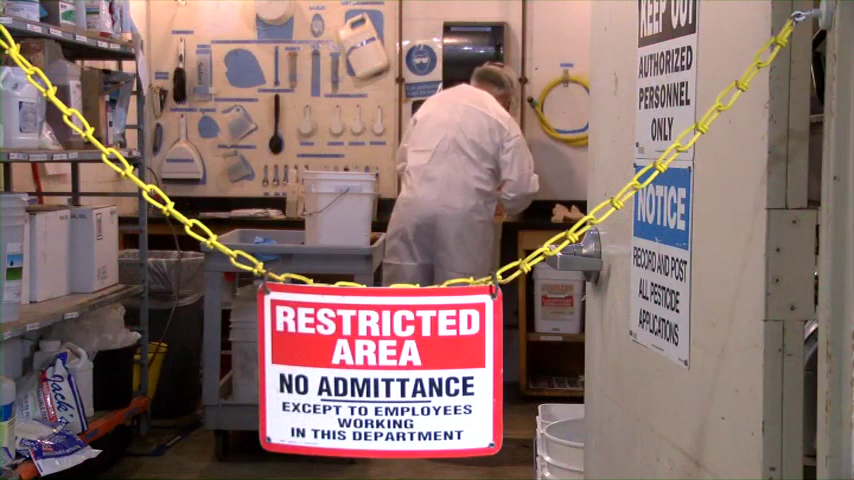 KEEP OUT
AUTHORIZED
PERSONNEL
ONLY
NOTICE
RECORD AND POST
ALL PESTICIDE
APPLICATIONS
RESTRICTED
AREA
NO ADMITTANCE
EXCEPT TO EMPLOYEES
WORKING
IN THIS DEPARTMENT
Jack's